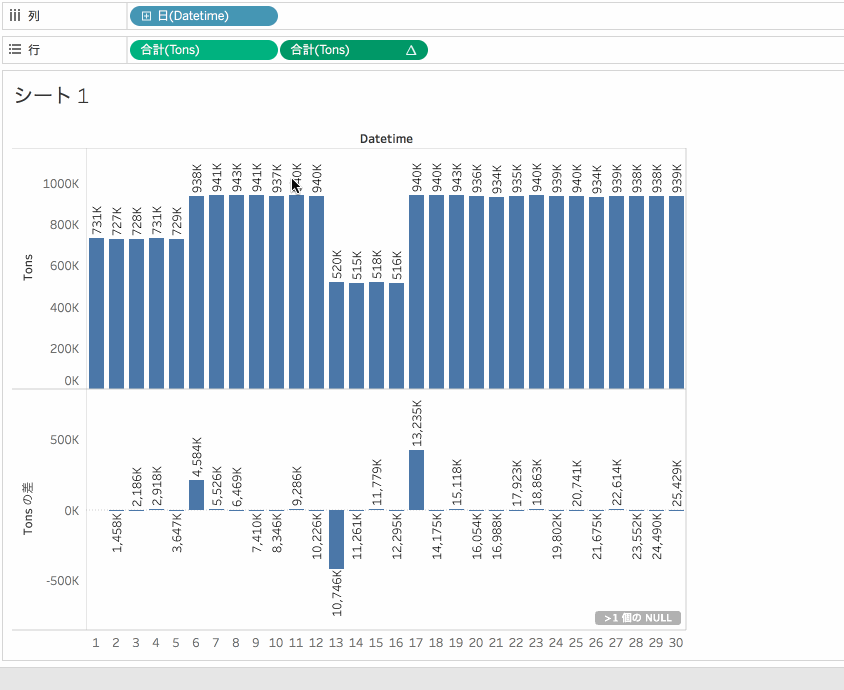 列 日(Datetime)
行 合計(Tons) 合計(Tons) △
シート 1
Datetime
Tons
1000K
800K
600K
400K
200K
0K
731K 727K 728K 731K 729K 938K 941K 943K 941K 937K 940K 940K 520K 515K 518K 516K 940K 940K 943K 936K 934K 935K 940K 939K 940K 934K 939K 938K 938K 939K
Tons の差
500K
0K
-500K
1,458K 2,186K 2,918K 3,647K 4,584K 5,526K 6,469K 7,410K 8,346K 9,286K 10,226K 10,746K 11,261K 11,779K 12,295K 13,235K 14,175K 15,118K 16,054K 16,988K 17,923K 18,863K 19,802K 20,741K 21,675K 22,614K 23,552K 24,490K 25,429K
>1 個の NULL
1 2 3 4 5 6 7 8 9 10 11 12 13 14 15 16 17 18 19 20 21 22 23 24 25 26 27 28 29 30